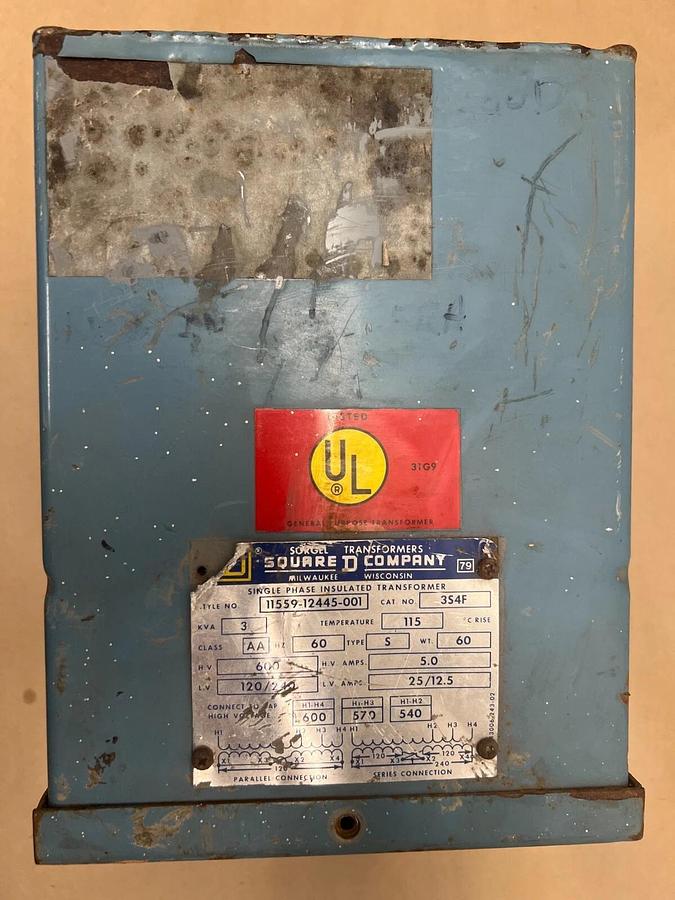 LISTED
UL
®
31G9
GENERAL PURPOSE TRANSFORMER
SORGEL TRANSFORMERS
SQUARE D COMPANY 79
MILWAUKEE WISCONSIN
SINGLE PHASE INSULATED TRANSFORMER
STYLE NO 11559-12445-001 CAT NO. 3S4F
KVA 3 TEMPERATURE 115 °C RISE
CLASS AA HZ 60 TYPE S WT. 60
H.V. 600 H.V. AMPS. 5.0
L.V. 120/240 L.V. AMPS. 25/12.5
CONNECT TO TAP H1-H4 H1-H3 H1-H2
HIGH VOLTAGE 600 570 540
H1 H2 H3 H4 H1 H2 H3 H4
X1 X3 X2 X4 X1 X3 X2 X4
120 120 120
240
PARALLEL CONNECTION SERIES CONNECTION